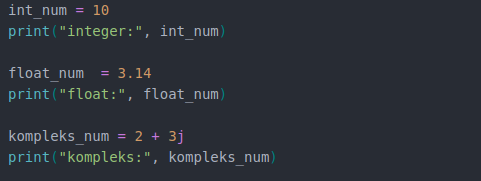 int_num = 10
print("integer:", int_num)
float_num  = 3.14
print("float:", float_num)
kompleks_num = 2 + 3j
print("kompleks:", kompleks_num)